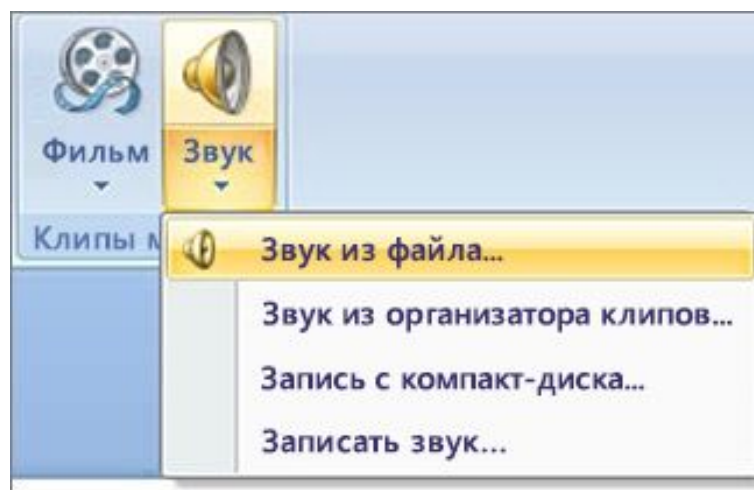 Фильм
Звук
Клипы
Звук из файла...
Звук из организатора клипов...
Запись с компакт-диска...
Записать звук...